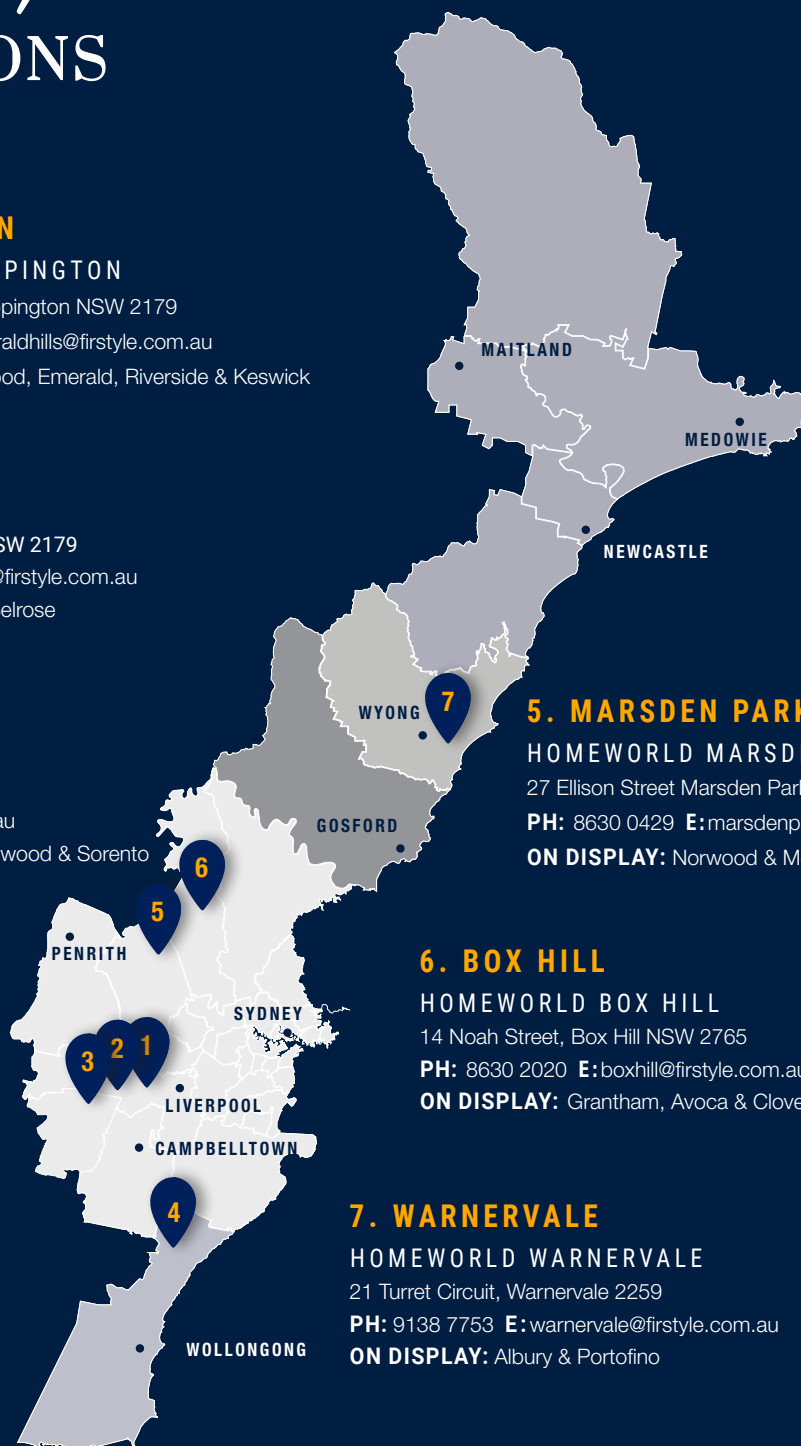 ONS
N
PPINGTON
pington NSW 2179
raldhills@firstyle.com.au
od, Emerald, Riverside & Keswick
SW 2179
@firstyle.com.au
elrose
au
wood & Sorento
MAITLAND
MEDOWIE
NEWCASTLE
WYONG
7
GOSFORD
6
5
PENRITH
SYDNEY
3 2 1
LIVERPOOL
CAMPBELLTOWN
4
WOLLONGONG
5. MARSDEN PARK
HOMEWORLD MARSD
27 Ellison Street Marsden Park
PH: 8630 0429 E:marsdenp
ON DISPLAY: Norwood & M
6. BOX HILL
HOMEWORLD BOX HILL
14 Noah Street, Box Hill NSW 2765
PH: 8630 2020 E:boxhill@firstyle.com.au
ON DISPLAY: Grantham, Avoca & Clove
7. WARNERVALE
HOMEWORLD WARNERVALE
21 Turret Circuit, Warnervale 2259
PH: 9138 7753 E:warnervale@firstyle.com.au
ON DISPLAY: Albury & Portofino